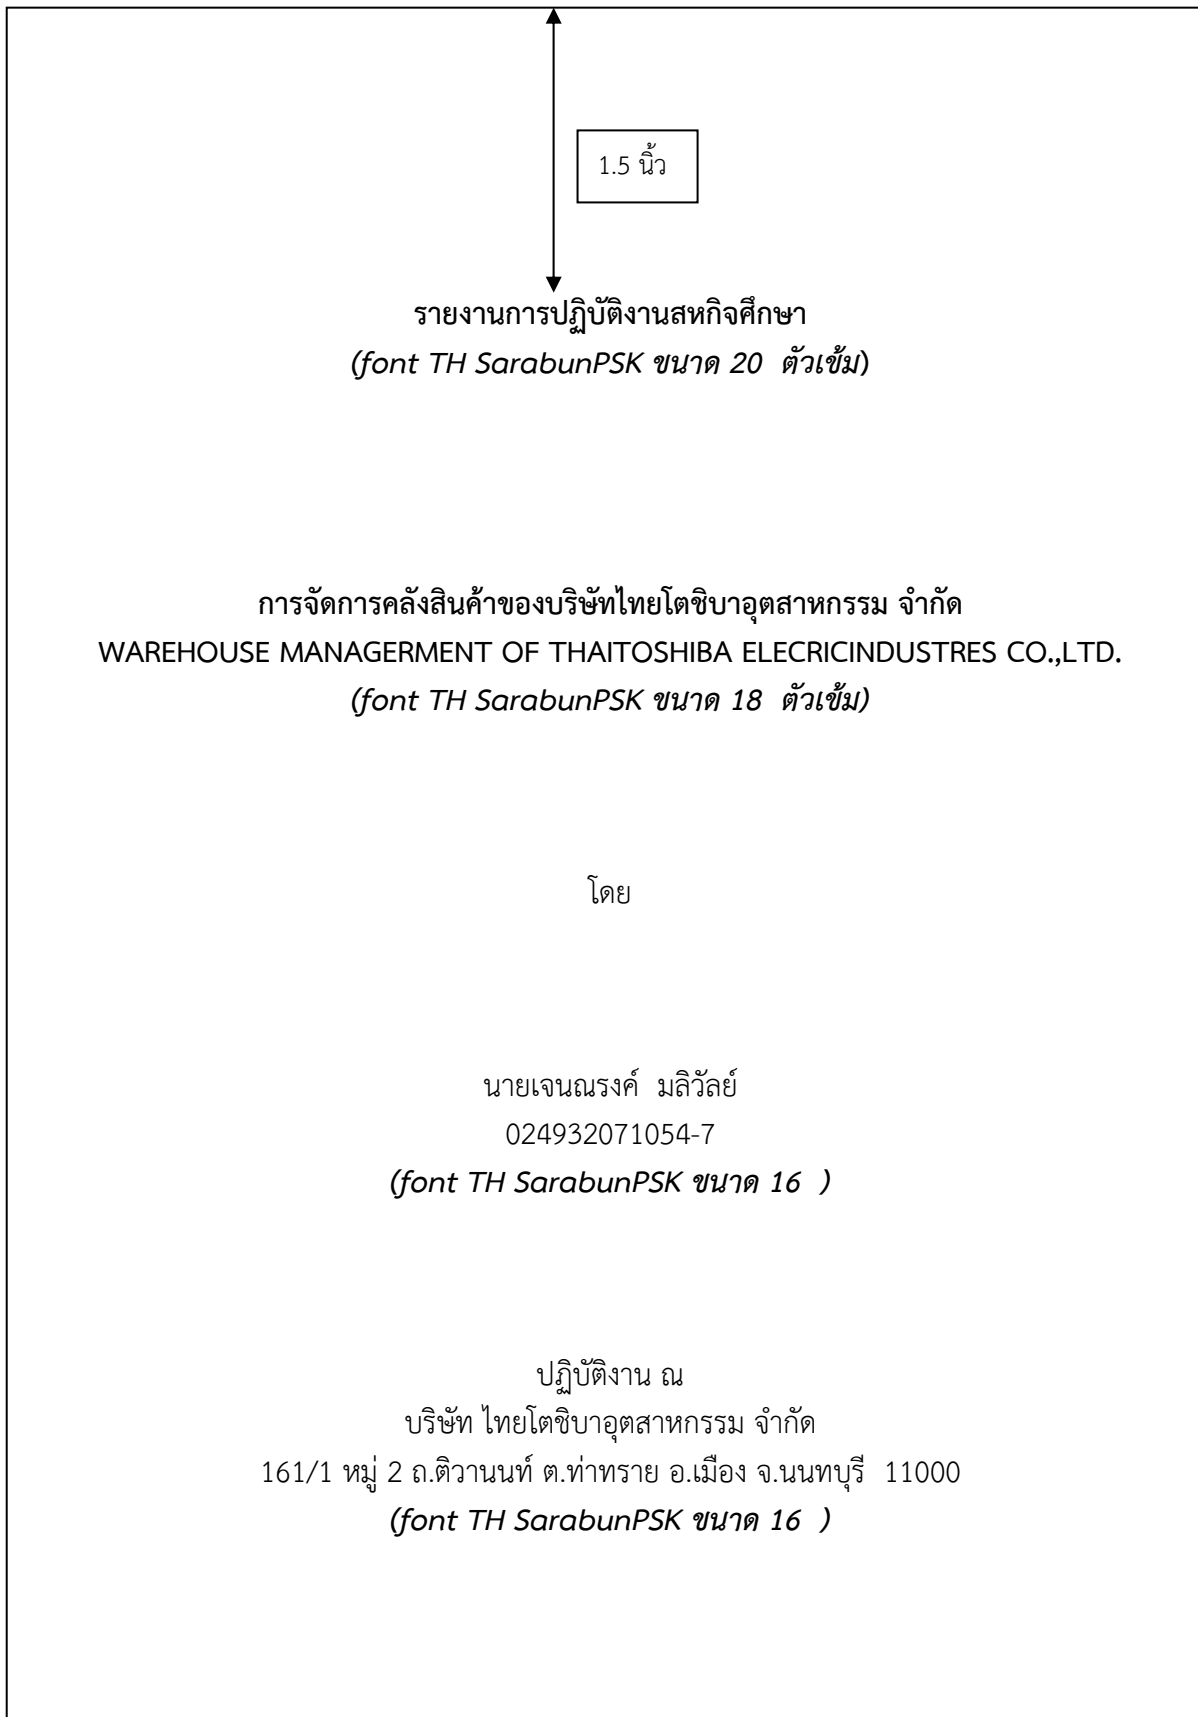 1.5 นิ้ว
รายงานการปฏิบัติงานสหกิจศึกษา
(font TH SarabunPSK ขนาด 20 ตัวเข้ม)
การจัดการคลังสินค้าของบริษัทไทยโตชิบาอุตสาหกรรม จำกัด
WAREHOUSE MANAGERMENT OF THAITOSHIBA ELECRICINDUSTRES CO.,LTD.
(font TH SarabunPSK ขนาด 18 ตัวเข้ม)
โดย
นายเจนณรงค์ มลิวัลย์
024932071054-7
(font TH SarabunPSK ขนาด 16 )
ปฏิบัติงาน ณ
บริษัท ไทยโตชิบาอุตสาหกรรม จำกัด
161/1 หมู่ 2 ถ.ติวานนท์ ต.ท่าทราย อ.เมือง จ.นนทบุรี 11000
(font TH SarabunPSK ขนาด 16 )